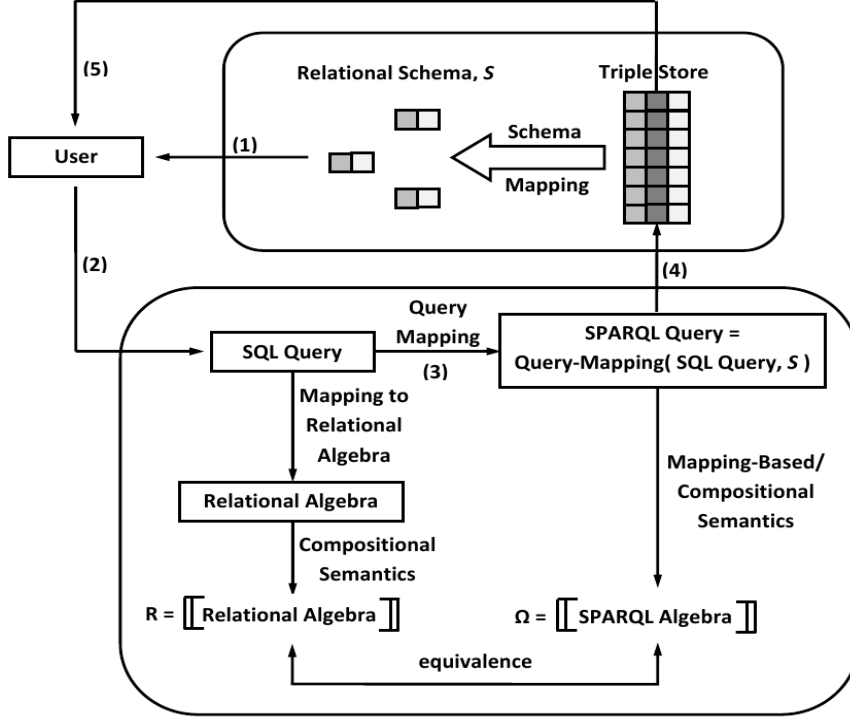 (5)
Relational Schema, S
Triple Store
User
(1)
Schema
Mapping
(2)
(4)
Query
Mapping
SQL Query
(3)
SPARQL Query =
Query-Mapping( SQL Query, S )
Mapping to
Relational
Algebra
Mapping-Based/
Compositional
Semantics
Relational Algebra
Compositional
Semantics
R = [[Relational Algebra]]
Ω = [[SPARQL Algebra]]
equivalence